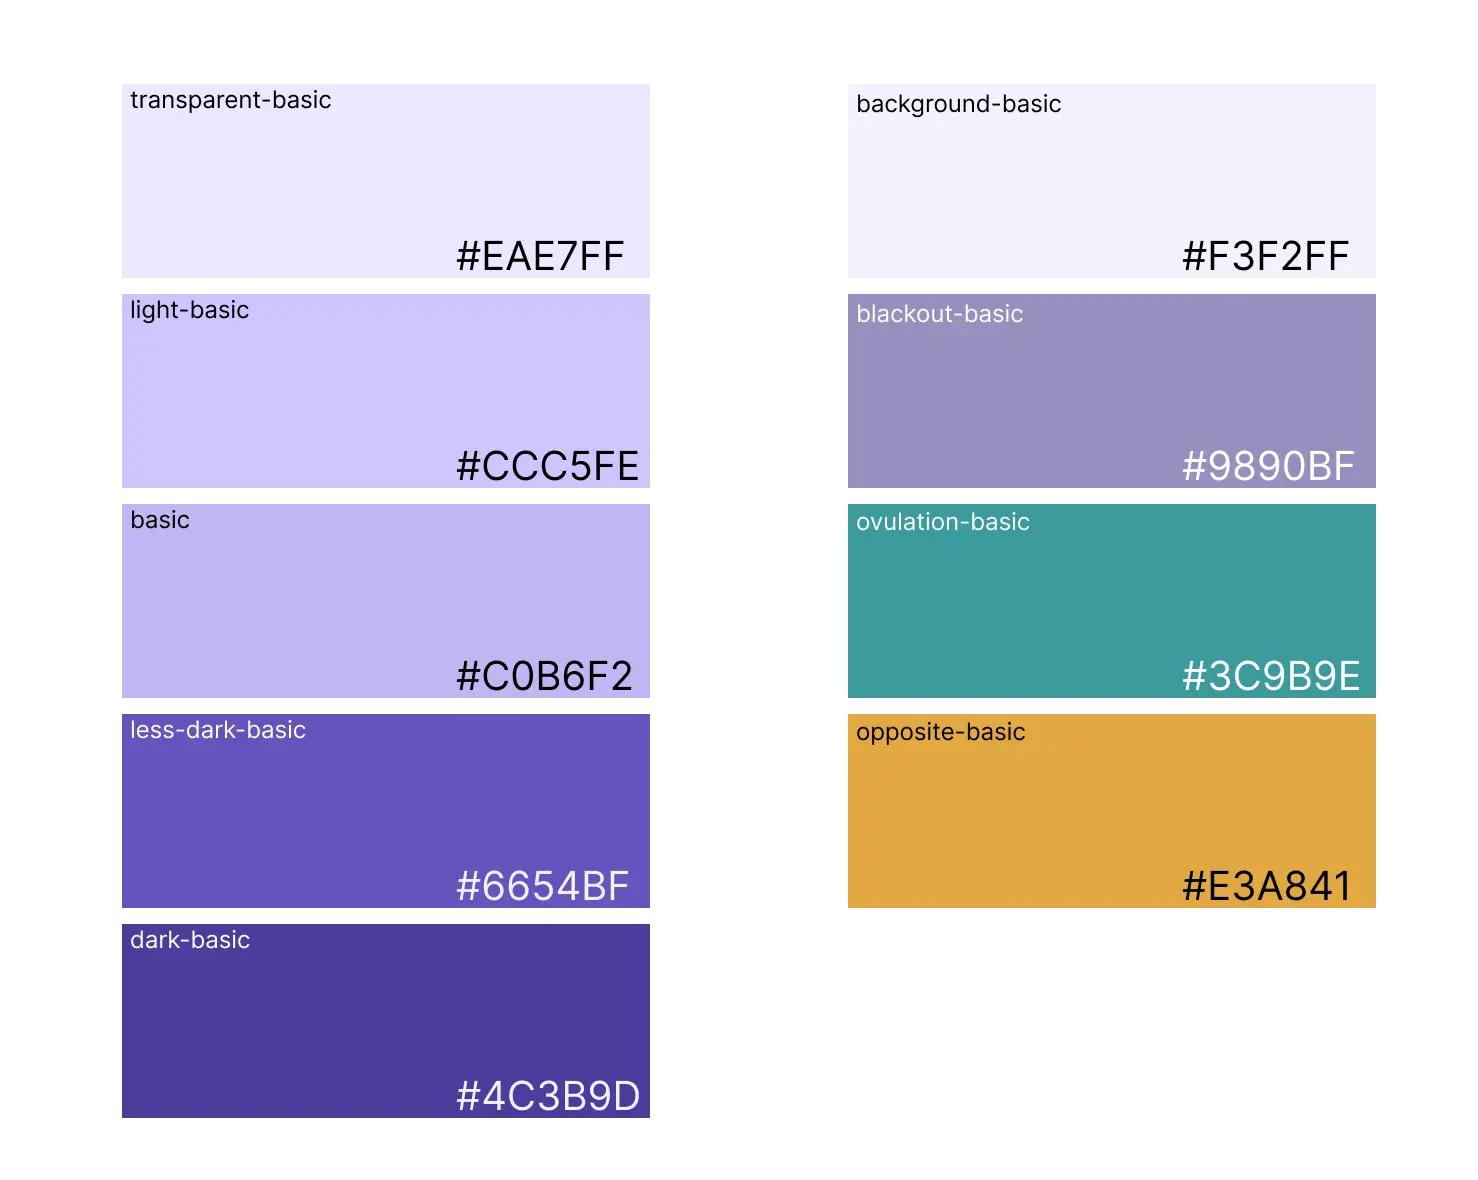 transparent-basic
#EAE7FF
light-basic
#CCC5FE
basic
#C0B6F2
less-dark-basic
#6654BF
dark-basic
#4C3B9D
background-basic
#F3F2FF
blackout-basic
#9890BF
ovulation-basic
#3C9B9E
opposite-basic
#E3A841